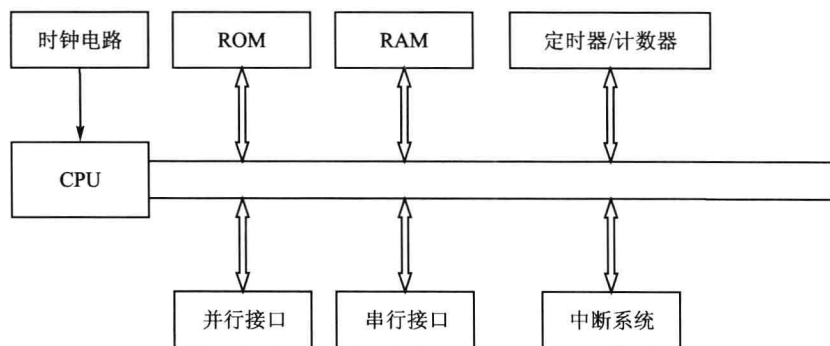 时钟电路
ROM
RAM
定时器/计数器
CPU
并行接口
串行接口
中断系统